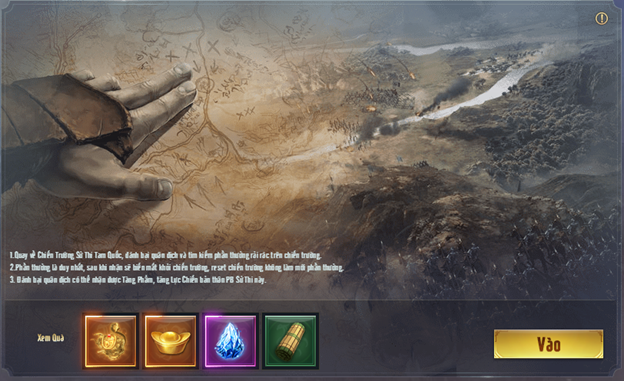 1.Quay về Chiến Trường Sử Thi Tam Quốc, đánh bại quân địch và tìm kiếm phần thưởng rải rác trên chiến trường.
2.Phần thưởng là duy nhất, sau khi nhận sẽ biến mất khỏi chiến trường, reset chiến trường không làm mới phần thưởng.
3. Đánh bại quân địch có thể nhận được Tàng Phẩm, tăng lực Chiến bản thân PB Sử Thi này.
Xem Quà
Vào